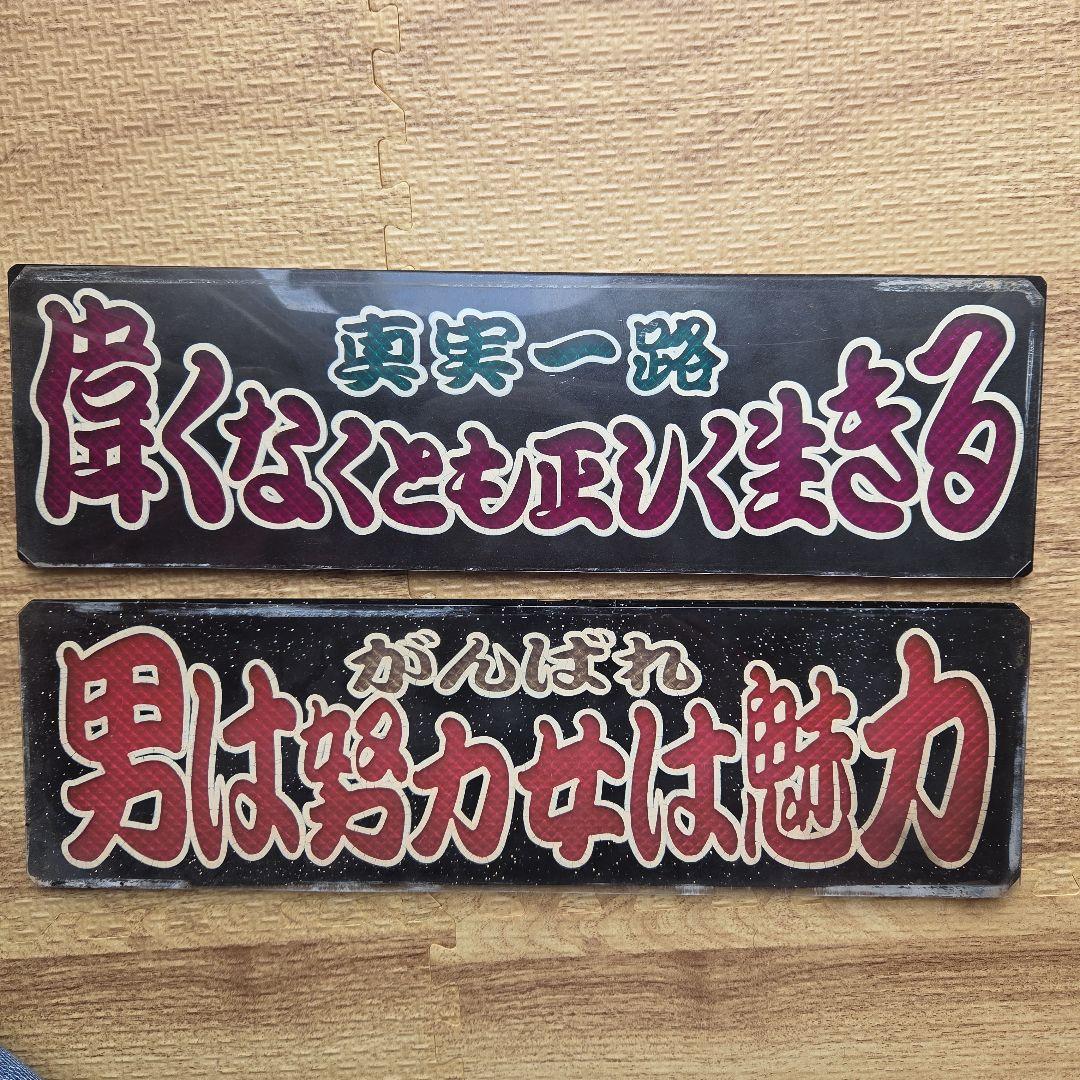 真実一路
偉くなくとも正しく生きる
がんばれ
男は努力女は魅力